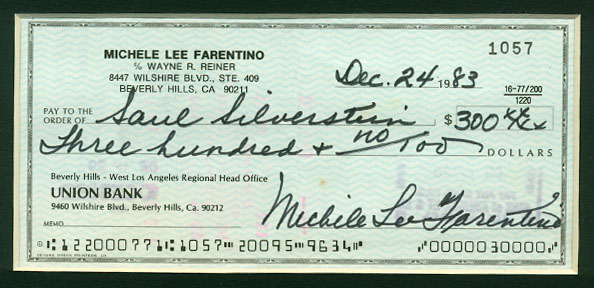 MICHELE LEE FARENTINO
1057
℅ WAYNE R. REINER
8447 WILSHIRE BLVD., STE. 409
BEVERLY HILLS, CA 90211
Dec. 24 1983
16-77/200
1220
PAY TO THE
ORDER OF Saul Silverstein $ 300 xx/xx
Three hundred & no/100 DOLLARS
Beverly Hills - West Los Angeles Regional Head Office
UNION BANK
9460 Wilshire Blvd., Beverly Hills, CA. 90212
Michele Lee Farentino
MEMO
⑆122000771⑆1057⑈ 20095⑈9634⑈ ⑈0000030000⑈